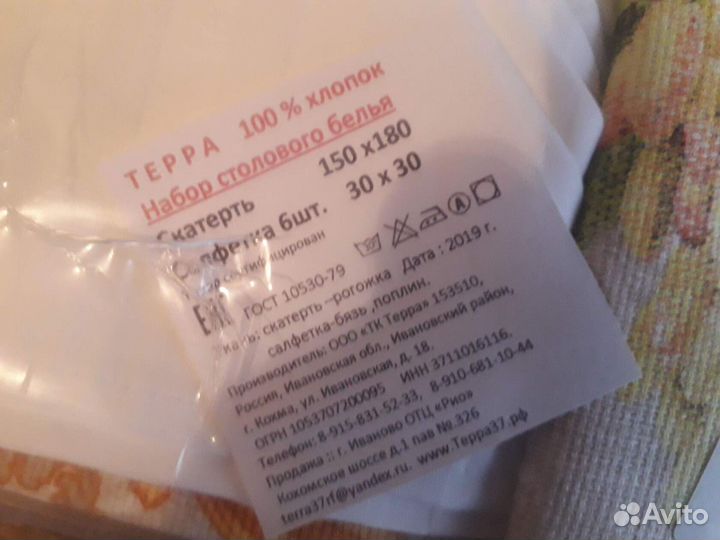 ТЕРРА 100 % хлопок
Набор столового белья
Скатерть 150 х180
Салфетка 6шт. 30 х 30
сертифицирован
ЕАС ГОСТ 10530-79
скатерть –рогожка Дата : 2019 г.
салфетка-бязь ,поплин.
Производитель: ООО «ТК Терра» 153510,
Россия, Ивановская обл., Ивановский район,
г. Кохма, ул. Ивановская, д. 18.
ОГРН 1053707200095 ИНН 3711016116.
Телефон: 8-915-831-52-33, 8-910-681-10-44
Продажа :: г. Иваново ОТЦ «Рио»
Кохомское шоссе д.1 пав №.326
terra37rf@yandex.ru. www.Терра37.рф
Avito